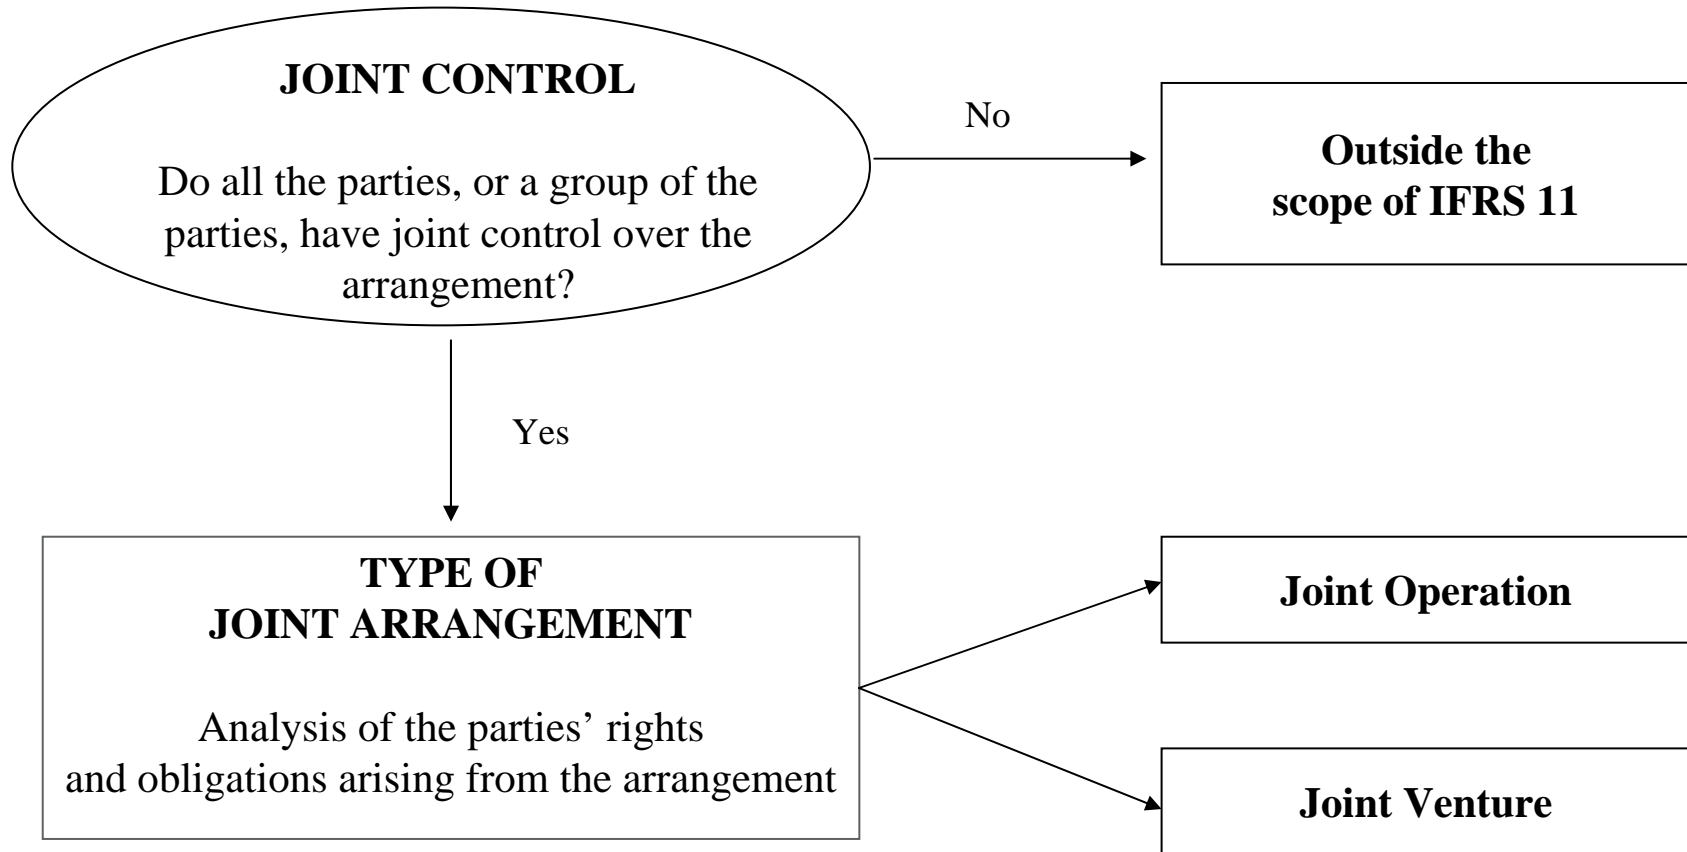 JOINT CONTROL
Do all the parties, or a group of the
parties, have joint control over the
arrangement?
No
Outside the
scope of IFRS 11
Yes
TYPE OF
JOINT ARRANGEMENT
Analysis of the parties’ rights
and obligations arising from the arrangement
Joint Operation
Joint Venture